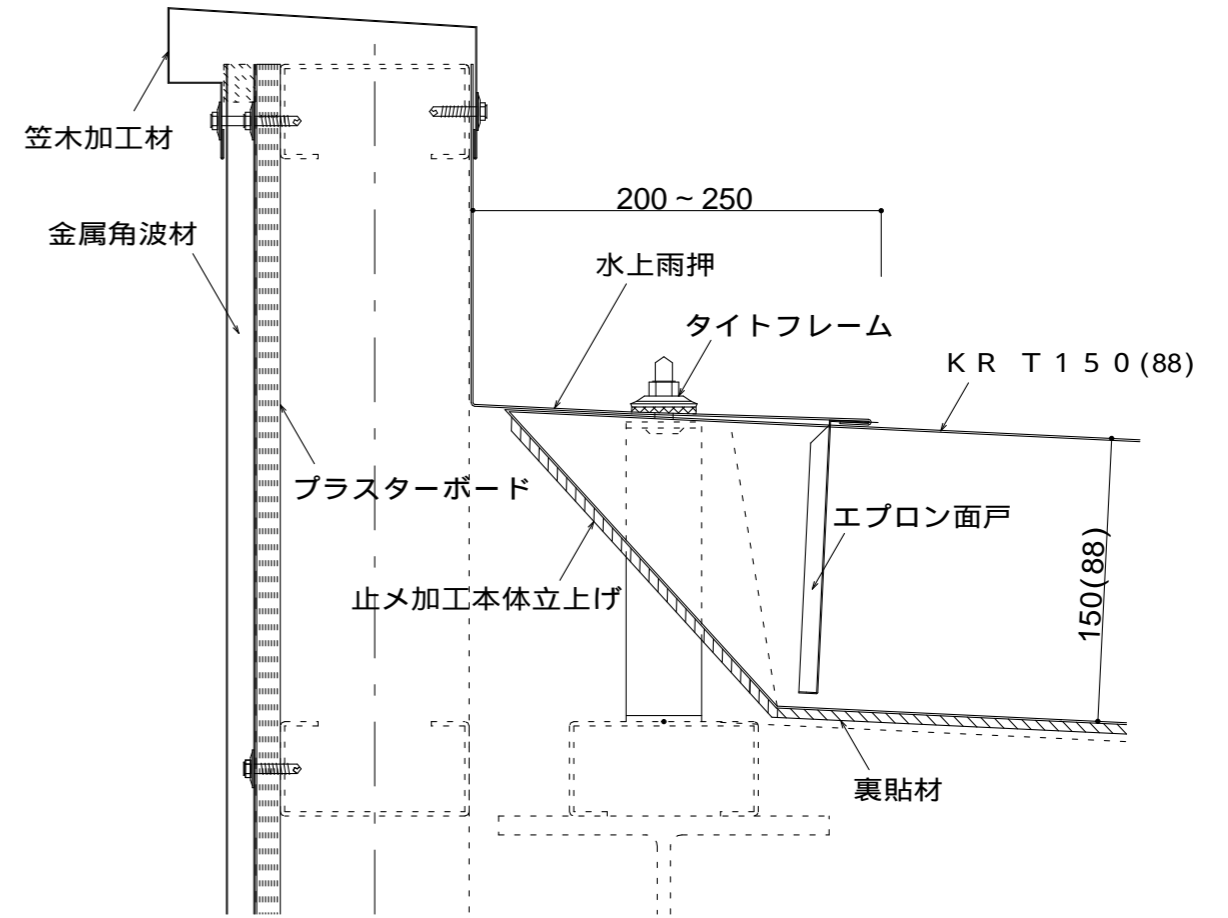 笠木加工材
金属角波材
200 ~ 250
水上雨押
タイトフレーム
ＫＲ Ｔ１５０(88)
プラスターボード
エプロン面戸
止メ加工本体立上げ
150(88)
裏貼材